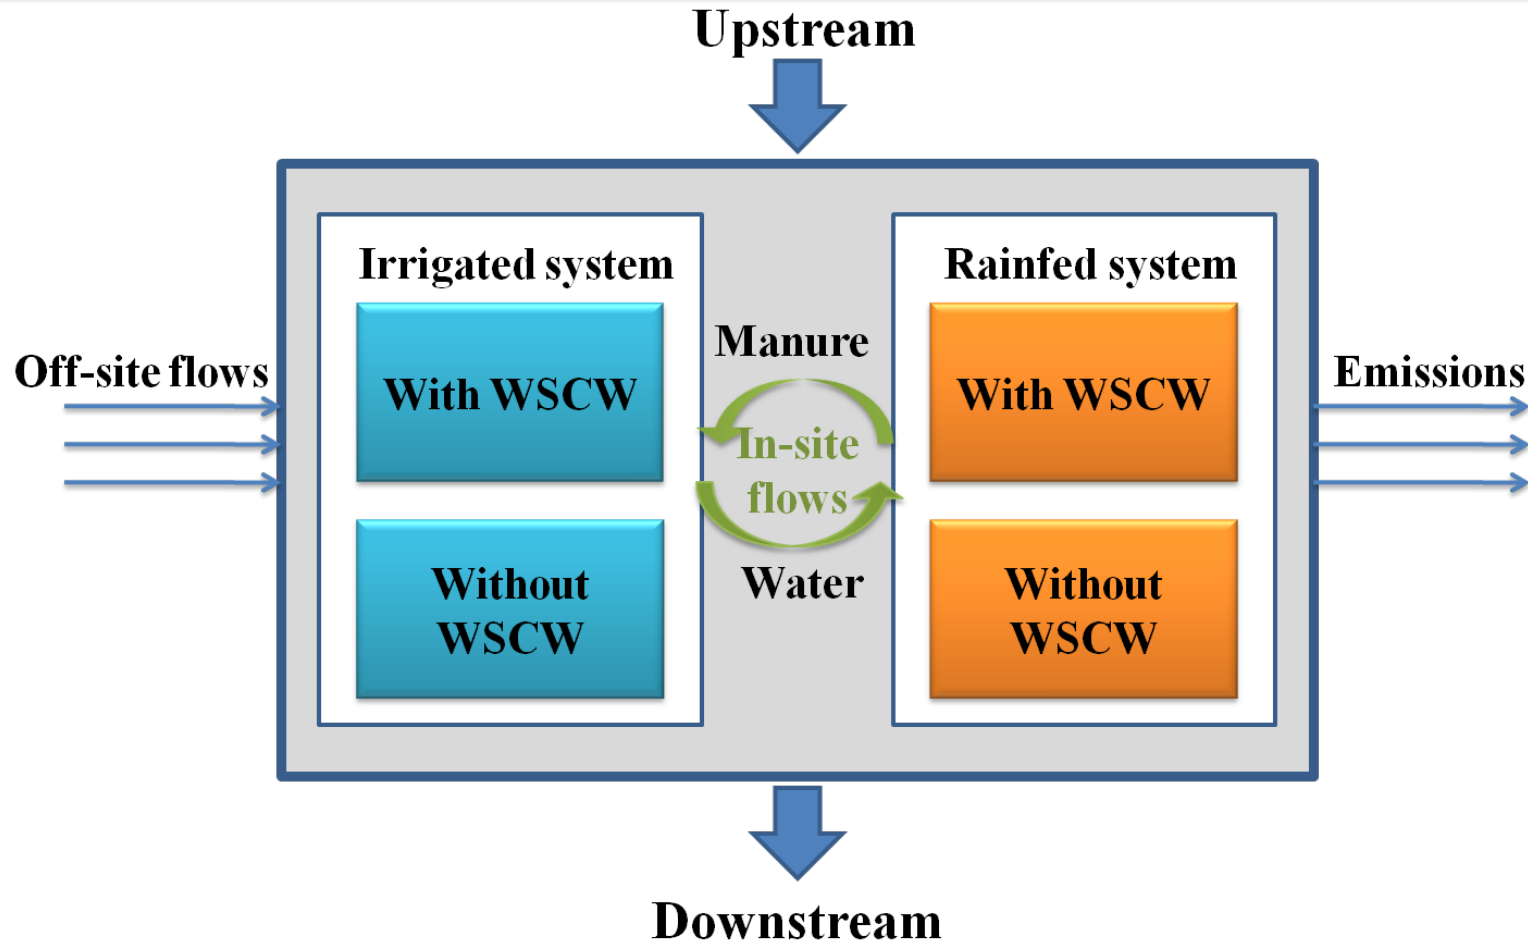 Upstream
Irrigated system
Rainfed system
Manure
Off-site flows
Emissions
With WSCW
With WSCW
In-site
flows
Water
Without
WSCW
Without
WSCW
Downstream